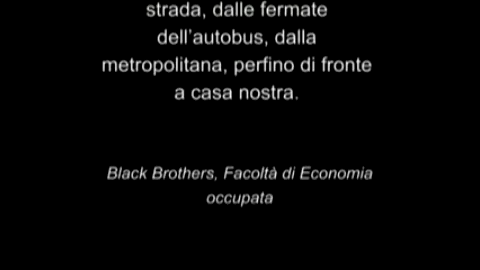 strada, dalle fermate
dell'autobus, dalla
metropolitana, perfino di fronte
a casa nostra.
Black Brothers, Facoltà di Economia
occupata